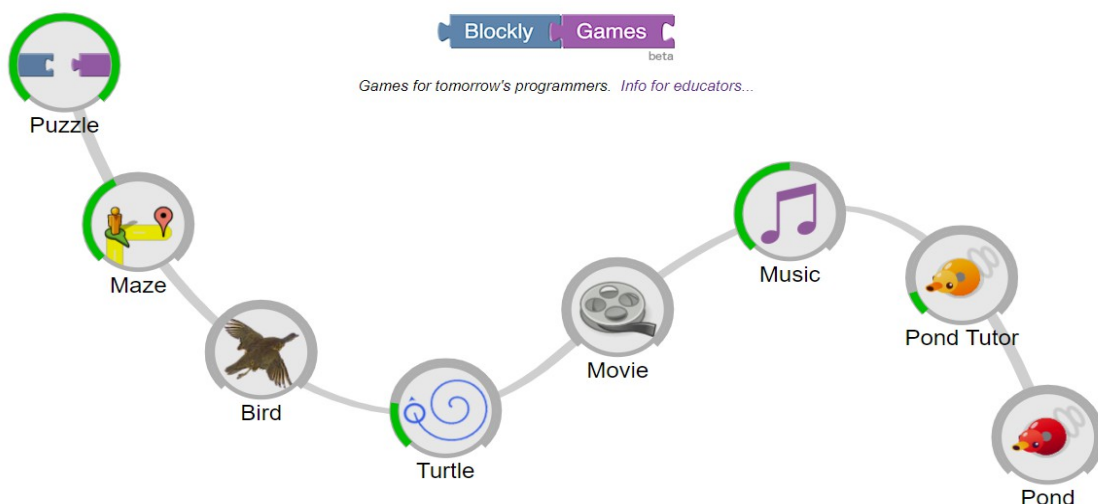 Blockly Games
beta
Games for tomorrow's programmers. Info for educators...
Puzzle
Maze
Bird
Turtle
Movie
Music
Pond Tutor
Pond